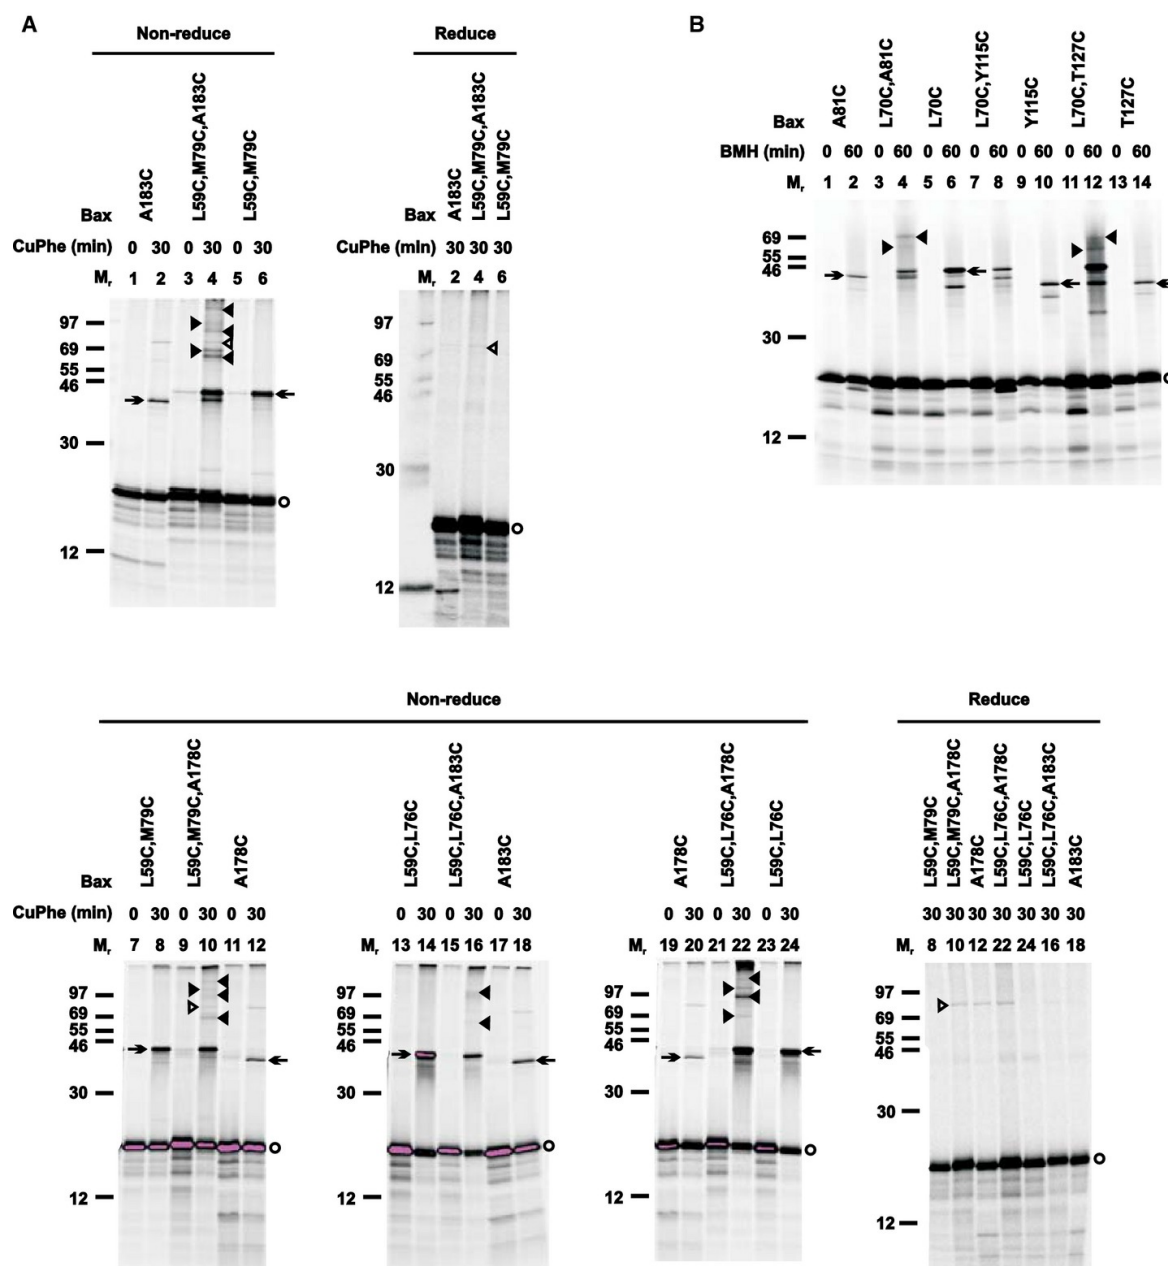 A
Non-reduce
Reduce
Bax
A183C
L59C,M79C,A183C
L59C,M79C
CuPhe (min) 0 30 0 30 0 30
Mr 1 2 3 4 5 6
97
69
55
46
30
12
Bax
A183C
L59C,M79C,A183C
L59C,M79C
CuPhe (min) 30 30 30
Mr 2 4 6
97
69
55
46
30
12
B
Bax
A81C
L70C,A81C
L70C
L70C,Y115C
Y115C
L70C,T127C
T127C
BMH (min) 0 60 0 60 0 60 0 60 0 60 0 60 0 60
Mr 1 2 3 4 5 6 7 8 9 10 11 12 13 14
69
55
46
30
12
Non-reduce
Reduce
Bax
L59C,M79C
L59C,M79C,A178C
A178C
CuPhe (min) 0 30 0 30 0 30
Mr 7 8 9 10 11 12
97
69
55
46
30
12
L59C,L76C
L59C,L76C,A183C
A183C
0 30 0 30 0 30
Mr 13 14 15 16 17 18
97
69
55
46
30
12
A178C
L59C,L76C,A178C
L59C,L76C
0 30 0 30 0 30
Mr 19 20 21 22 23 24
97
69
55
46
30
12
L59C,M79C
L59C,M79C,A178C
A178C
L59C,L76C,A178C
L59C,L76C
L59C,L76C,A183C
A183C
30 30 30 30 30 30 30
Mr 8 10 12 22 24 16 18
97
69
55
46
30
12